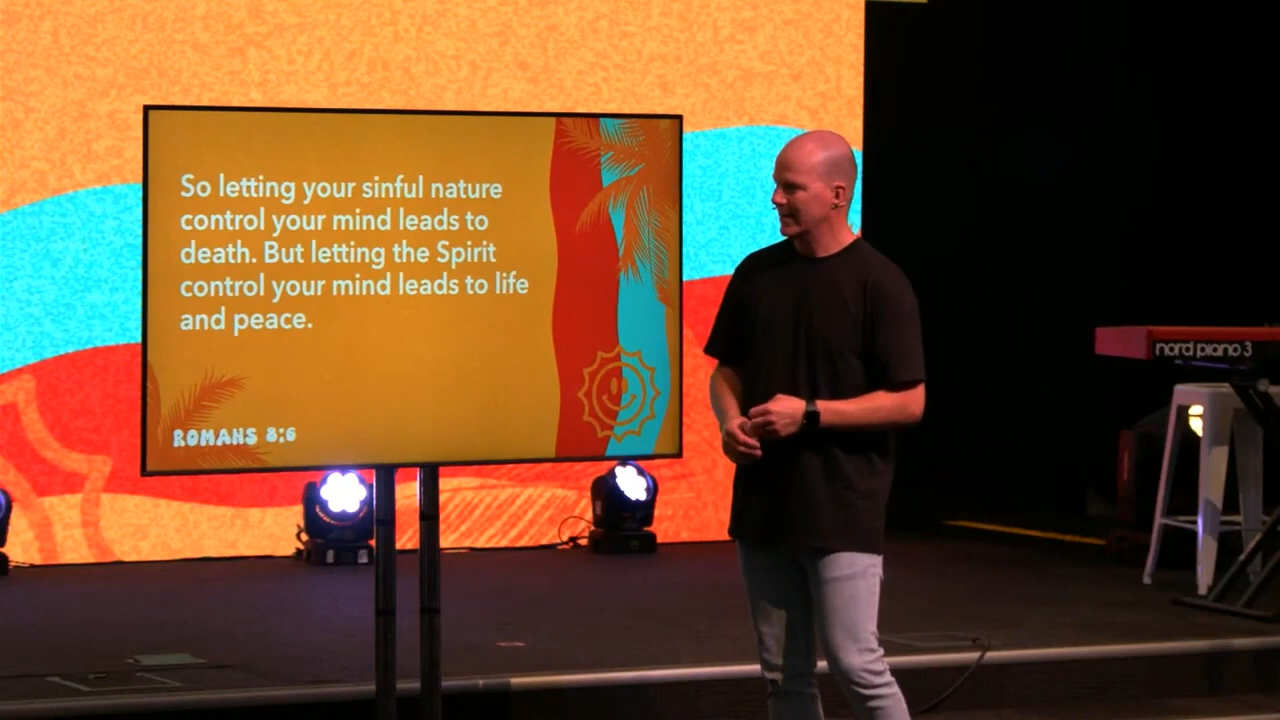 So letting your sinful nature
control your mind leads to
death. But letting the Spirit
control your mind leads to life
and peace.
ROMANS 8:6
nord piano 3